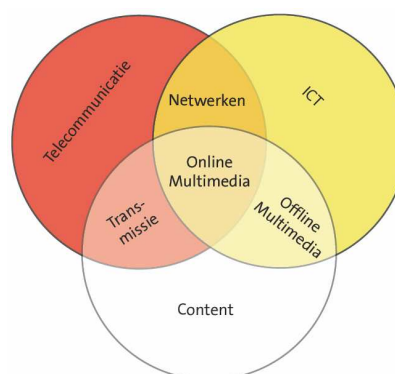 Telecommunicatie
Netwerken
ICT
Online
Multimedia
Trans-
missie
Offline
Multimedia
Content